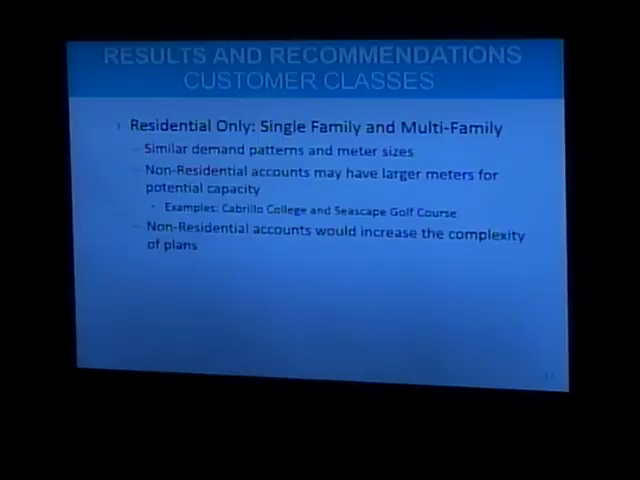 RESULTS AND RECOMMENDATIONS
CUSTOMER CLASSES
Residential Only: Single Family and Multi-Family
– Similar demand patterns and meter sizes
– Non-Residential accounts may have larger meters for
potential capacity
• Examples: Cabrillo College and Seascape Golf Course
– Non-Residential accounts would increase the complexity
of plans